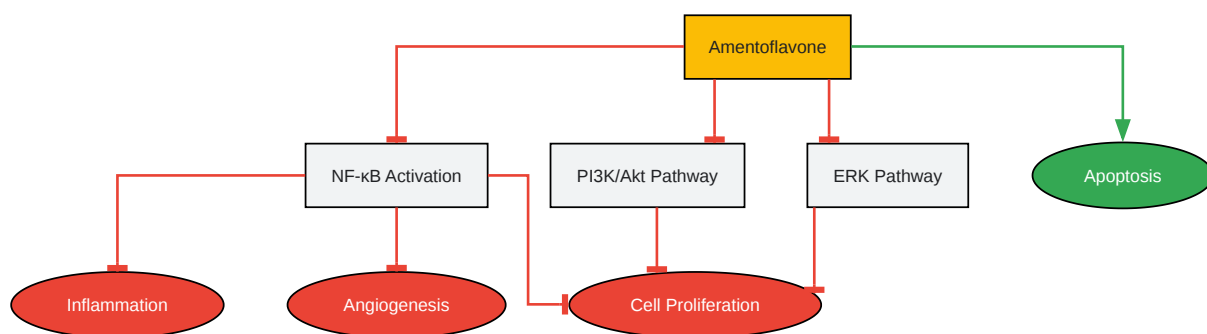 Amentoflavone
NF-κB Activation
PI3K/Akt Pathway
ERK Pathway
Apoptosis
Inflammation
Angiogenesis
Cell Proliferation